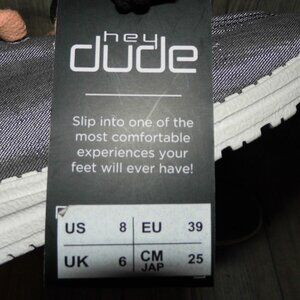 hey
dude
Slip into one of the
most comfortable
experiences your
feet will ever have!
US 8 EU 39
UK 6 CM JAP 25